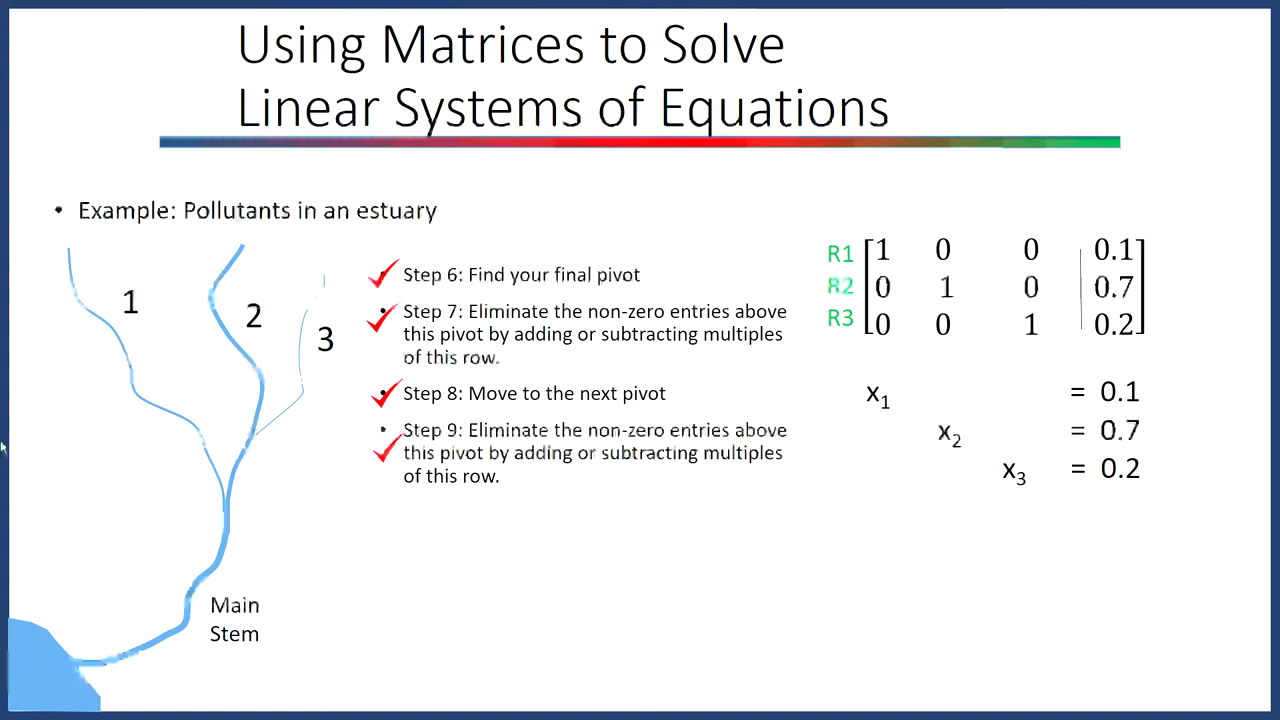 Using Matrices to Solve
Linear Systems of Equations
• Example: Pollutants in an estuary
1
2
3
Main
Stem
Step 6: Find your final pivot
• Step 7: Eliminate the non-zero entries above
this pivot by adding or subtracting multiples
of this row.
• Step 8: Move to the next pivot
• Step 9: Eliminate the non-zero entries above
this pivot by adding or subtracting multiples
of this row.
R1 [1 0 0 | 0.1]
R2 [0 1 0 | 0.7]
R3 [0 0 1 | 0.2]
x₁ = 0.1
x₂ = 0.7
x₃ = 0.2